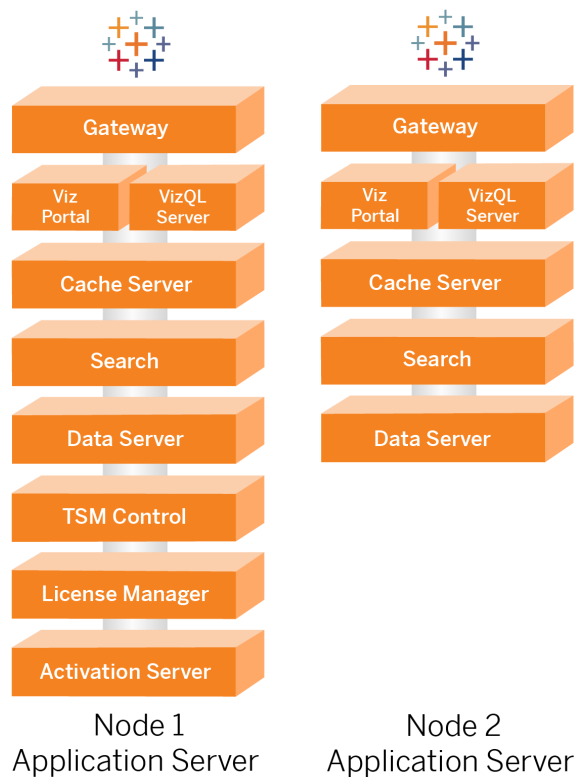 Gateway
Viz
Portal
VizQL
Server
Cache Server
Search
Data Server
TSM Control
License Manager
Activation Server
Node 1
Application Server
Gateway
Viz
Portal
VizQL
Server
Cache Server
Search
Data Server
Node 2
Application Server